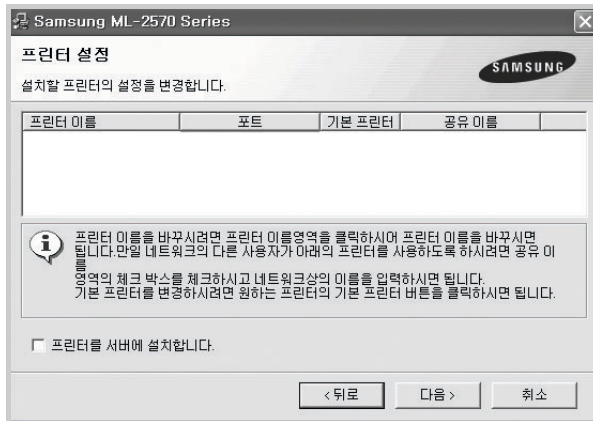 Samsung ML-2570 Series
프린터 설정
설치할 프린터의 설정을 변경합니다.
SAMSUNG
프린터 이름 포트 기본 프린터 공유 이름
프린터 이름을 바꾸시려면 프린터 이름영역을 클릭하시어 프린터 이름을 바꾸시면
됩니다.만일 네트워크의 다른 사용자가 아래의 프린터를 사용하도록 하시려면 공유 이
름
영역의 체크 박스를 체크하시고 네트워크상의 이름을 입력하시면 됩니다.
기본 프린터를 변경하시려면 원하는 프린터의 기본 프린터 버튼을 클릭하시면 됩니다.
프린터를 서버에 설치합니다.
<뒤로 다음> 취소